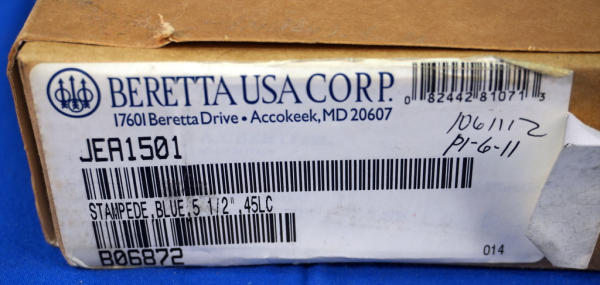 BERETTA USA CORP.
17601 Beretta Drive • Accokeek, MD 20607
0 82442 81071 3
1061112
P1-6-11
JEA1501
STAMPEDE,BLUE,5 1/2",45LC
B06872
014